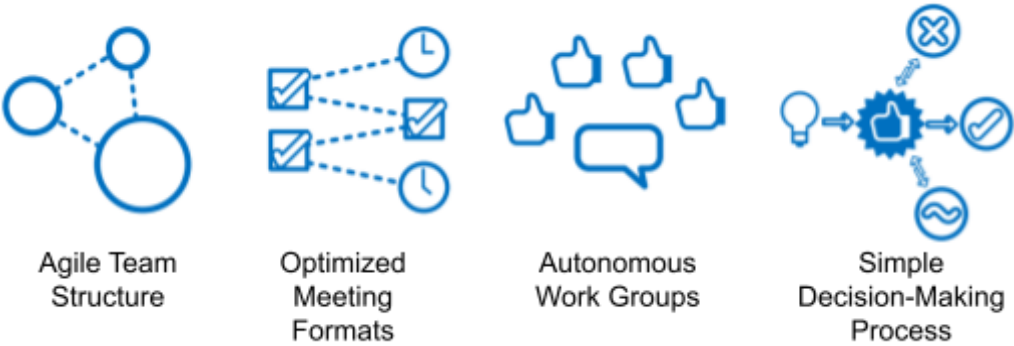 Agile Team
Structure
Optimized
Meeting
Formats
Autonomous
Work Groups
Simple
Decision-Making
Process